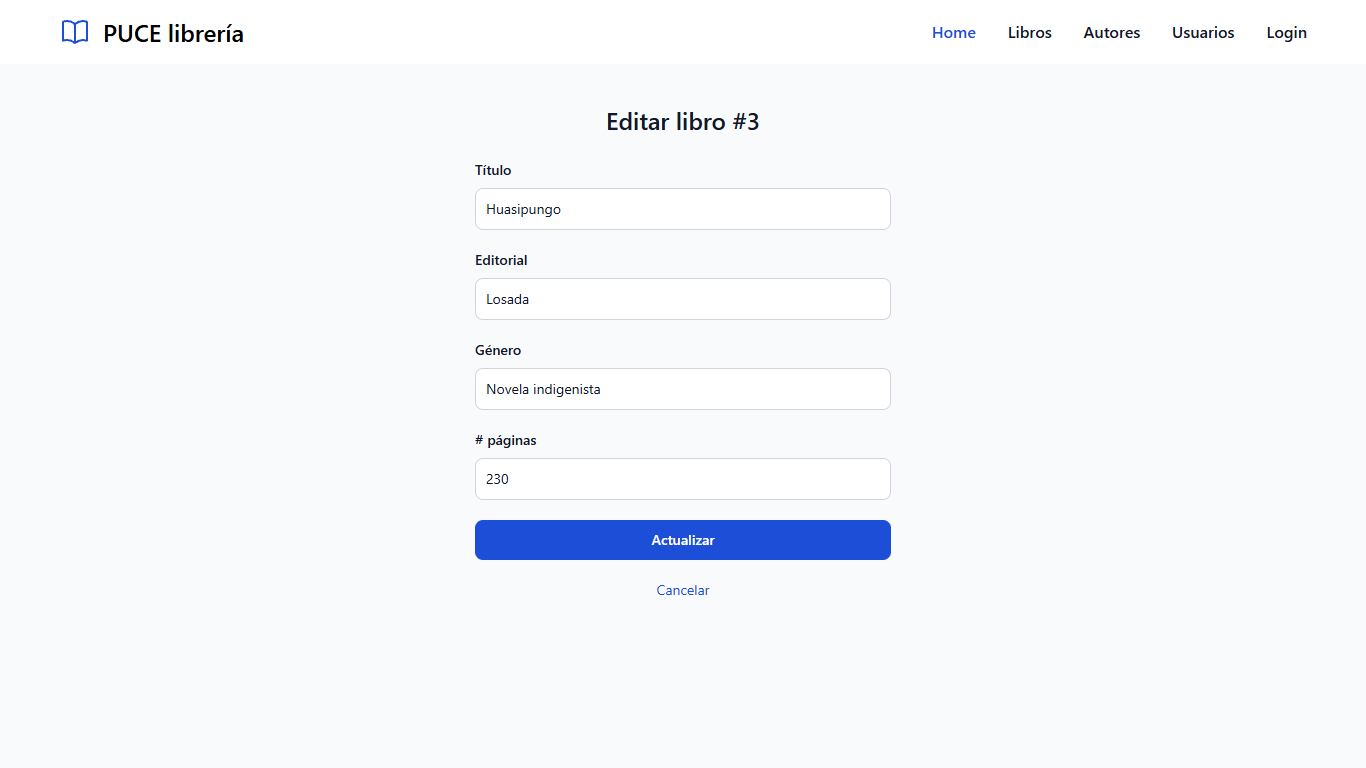 PUCE librería
Home Libros Autores Usuarios Login
Editar libro #3
Título
Huasipungo
Editorial
Losada
Género
Novela indigenista
# páginas
230
Actualizar
Cancelar